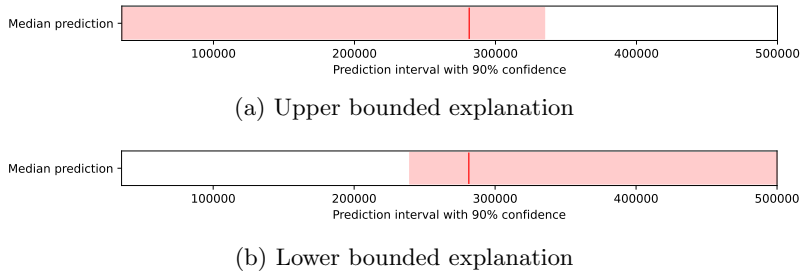 Median prediction
100000 200000 300000 400000 500000
Prediction interval with 90% confidence
(a) Upper bounded explanation
Median prediction
100000 200000 300000 400000 500000
Prediction interval with 90% confidence
(b) Lower bounded explanation